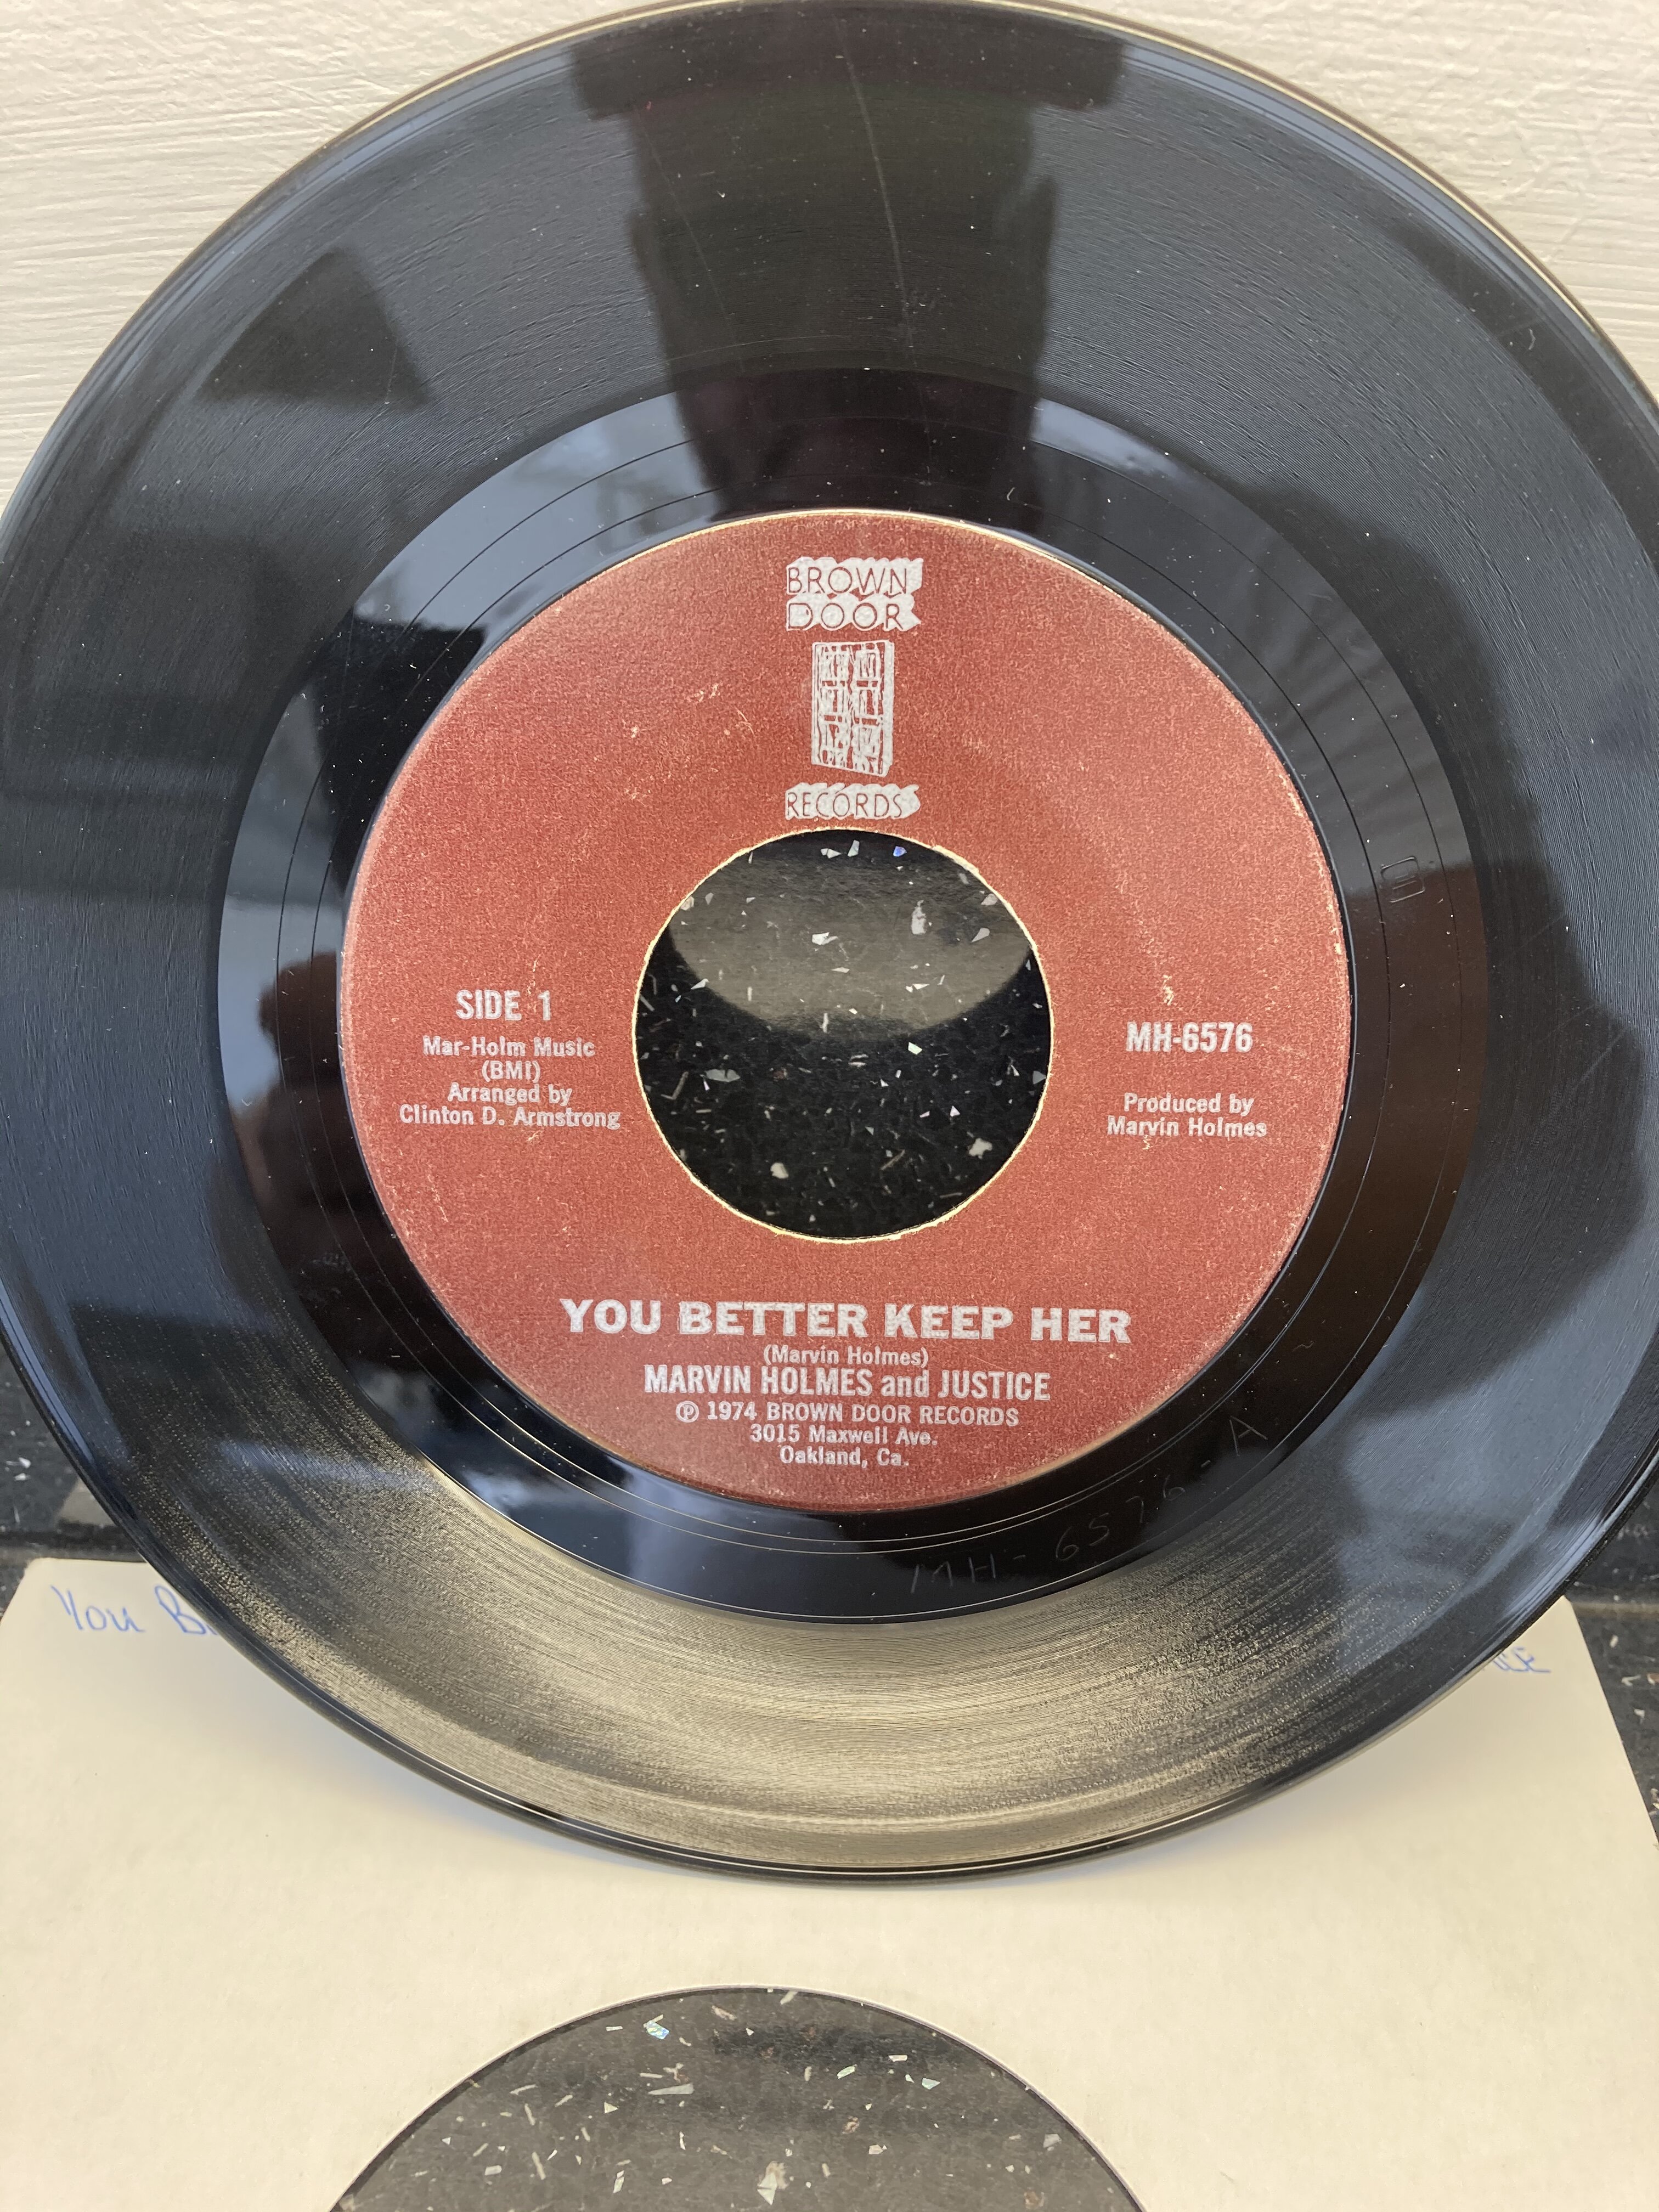 BROWN
DOOR
RECORDS
SIDE 1
Mar-Holm Music
(BMI)
Arranged by
Clinton D. Armstrong
MH-6576
Produced by
Marvin Holmes
YOU BETTER KEEP HER
(Marvin Holmes)
MARVIN HOLMES and JUSTICE
℗ 1974 BROWN DOOR RECORDS
3015 Maxwell Ave.
Oakland, Ca.
MH-6576-A
You